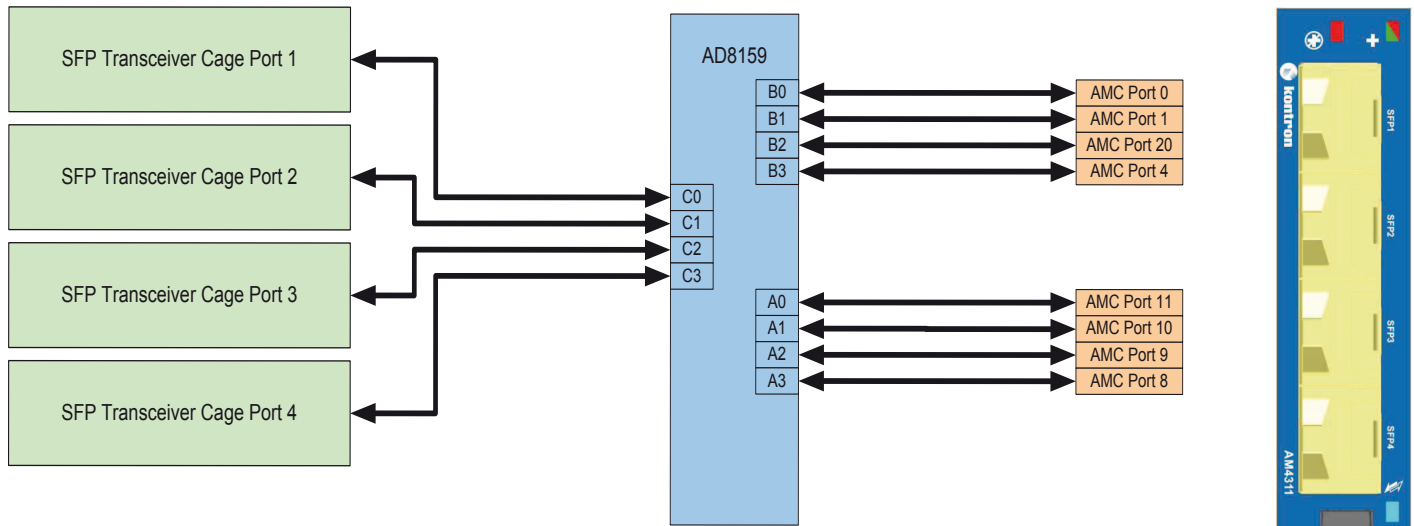 SFP Transceiver Cage Port 1
SFP Transceiver Cage Port 2
SFP Transceiver Cage Port 3
SFP Transceiver Cage Port 4
AD8159
C0
C1
C2
C3
B0
B1
B2
B3
A0
A1
A2
A3
AMC Port 0
AMC Port 1
AMC Port 20
AMC Port 4
AMC Port 11
AMC Port 10
AMC Port 9
AMC Port 8
kontron
AM4311
SFP1
SFP2
SFP3
SFP4